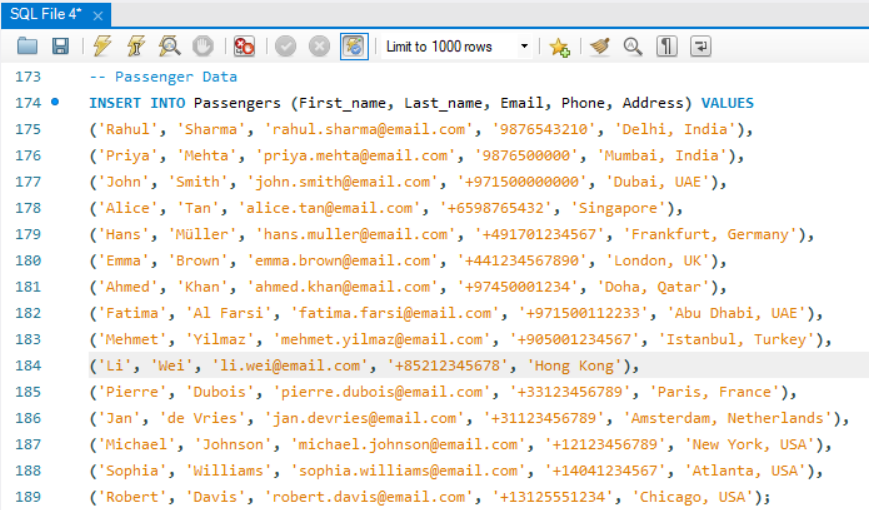 SQL File 4* ×
Limit to 1000 rows
173 -- Passenger Data
174 INSERT INTO Passengers (First_name, Last_name, Email, Phone, Address) VALUES
175 ('Rahul', 'Sharma', 'rahul.sharma@email.com', '9876543210', 'Delhi, India'),
176 ('Priya', 'Mehta', 'priya.mehta@email.com', '9876500000', 'Mumbai, India'),
177 ('John', 'Smith', 'john.smith@email.com', '+971500000000', 'Dubai, UAE'),
178 ('Alice', 'Tan', 'alice.tan@email.com', '+6598765432', 'Singapore'),
179 ('Hans', 'Müller', 'hans.muller@email.com', '+491701234567', 'Frankfurt, Germany'),
180 ('Emma', 'Brown', 'emma.brown@email.com', '+441234567890', 'London, UK'),
181 ('Ahmed', 'Khan', 'ahmed.khan@email.com', '+97450001234', 'Doha, Qatar'),
182 ('Fatima', 'Al Farsi', 'fatima.farsi@email.com', '+971500112233', 'Abu Dhabi, UAE'),
183 ('Mehmet', 'Yilmaz', 'mehmet.yilmaz@email.com', '+905001234567', 'Istanbul, Turkey'),
184 ('Li', 'Wei', 'li.wei@email.com', '+85212345678', 'Hong Kong'),
185 ('Pierre', 'Dubois', 'pierre.dubois@email.com', '+33123456789', 'Paris, France'),
186 ('Jan', 'de Vries', 'jan.devries@email.com', '+31123456789', 'Amsterdam, Netherlands'),
187 ('Michael', 'Johnson', 'michael.johnson@email.com', '+12123456789', 'New York, USA'),
188 ('Sophia', 'Williams', 'sophia.williams@email.com', '+14041234567', 'Atlanta, USA'),
189 ('Robert', 'Davis', 'robert.davis@email.com', '+13125551234', 'Chicago, USA');